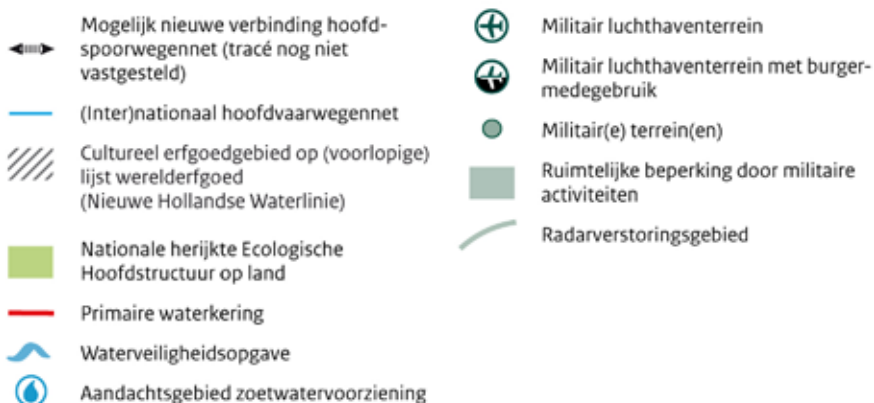 Mogelijk nieuwe verbinding hoofd-
spoorwegennet (tracé nog niet
vastgesteld)
(Inter)nationaal hoofdvaarwegennet
Cultureel erfgoedgebied op (voorlopige)
lijst werelderfgoed
(Nieuwe Hollandse Waterlinie)
Nationale herijkte Ecologische
Hoofdstructuur op land
Primaire waterkering
Waterveiligheidsopgave
Aandachtsgebied zoetwatervoorziening
Militair luchthaventerrein
Militair luchthaventerrein met burger-
medegebruik
Militair(e) terrein(en)
Ruimtelijke beperking door militaire
activiteiten
Radarverstoringsgebied